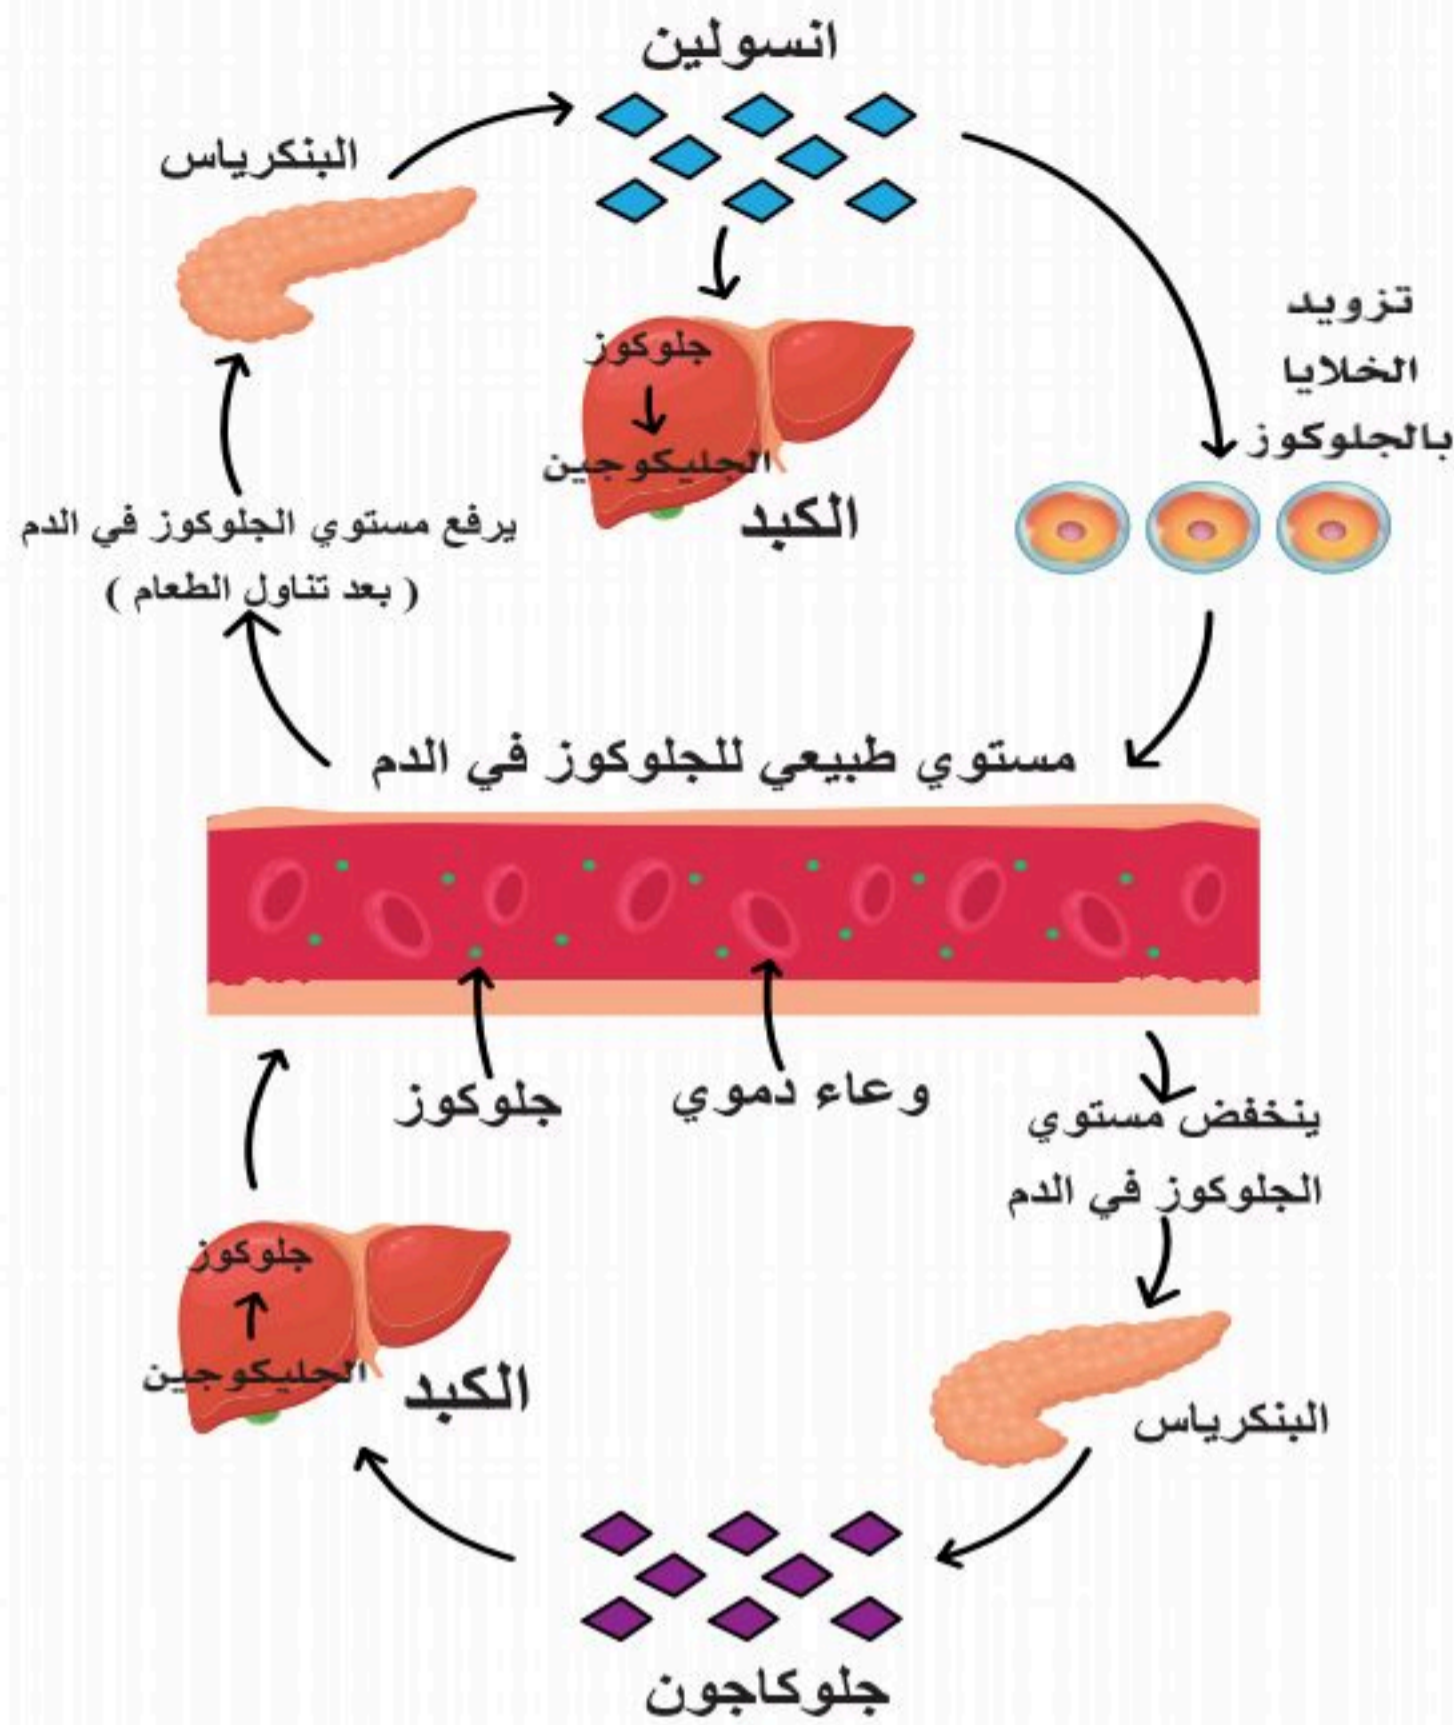 انسولين
البنكرياس
تزويد
الخلايا
بالجلوكوز
جلوكوز
الجليكوجين
الكبد
يرفع مستوي الجلوكوز في الدم
( بعد تناول الطعام )
مستوي طبيعي للجلوكوز في الدم
وعاء دموي
جلوكوز
ينخفض مستوي
الجلوكوز في الدم
جلوكوز
الجليكوجين
الكبد
البنكرياس
جلوكاجون